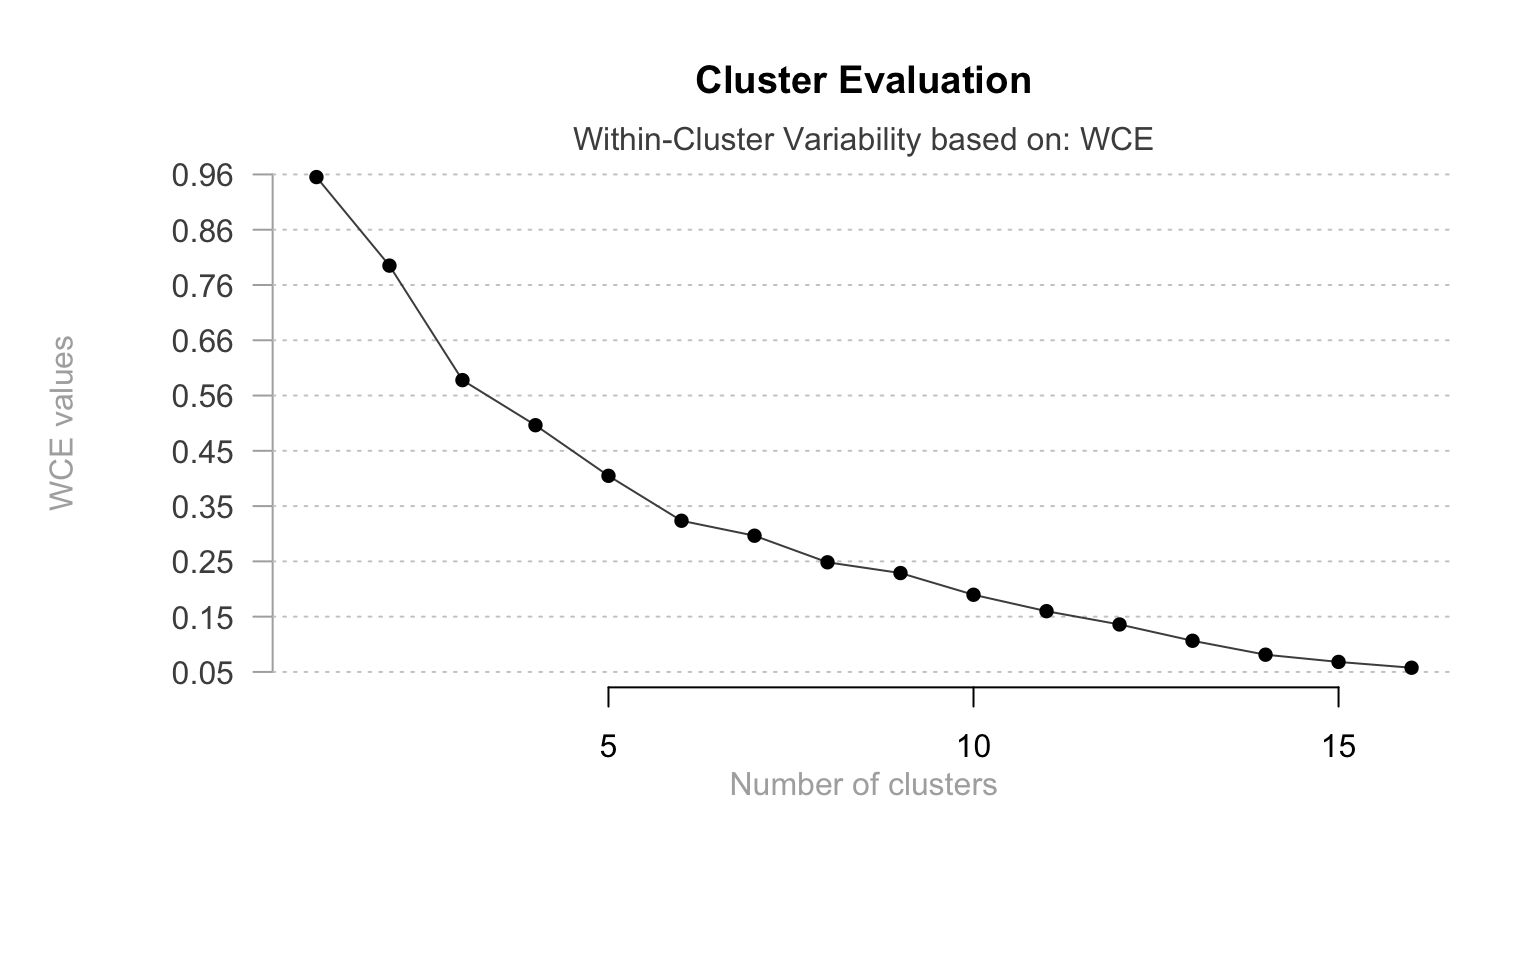 Cluster Evaluation
Within-Cluster Variability based on: WCE
0.96
0.86
0.76
0.66
0.56
0.45
0.35
0.25
0.15
0.05
WCE values
5 10 15
Number of clusters